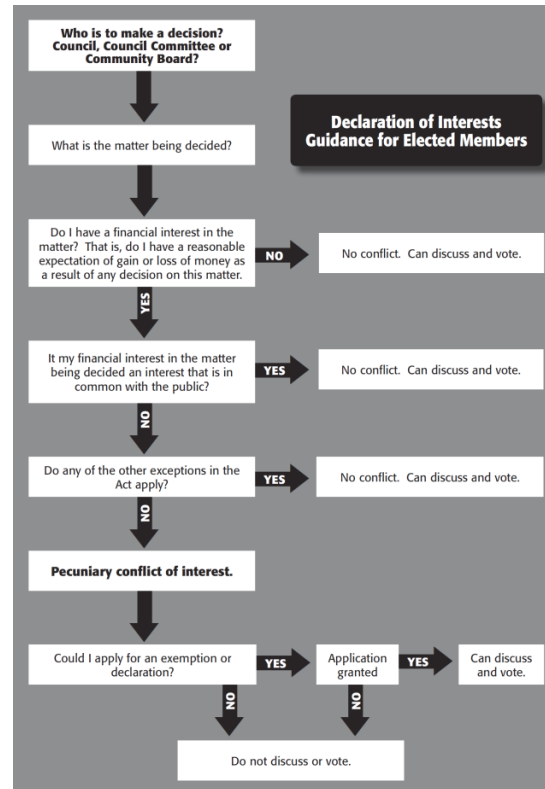 Who is to make a decision?
Council, Council Committee or
Community Board?
Declaration of Interests
Guidance for Elected Members
What is the matter being decided?
Do I have a financial interest in the
matter? That is, do I have a reasonable
expectation of gain or loss of money as
a result of any decision on this matter.
NO
No conflict. Can discuss and vote.
YES
It my financial interest in the matter
being decided an interest that is in
common with the public?
YES
No conflict. Can discuss and vote.
NO
Do any of the other exceptions in the
Act apply?
YES
No conflict. Can discuss and vote.
NO
Pecuniary conflict of interest.
Could I apply for an exemption or
declaration?
YES
Application
granted
YES
Can discuss
and vote.
NO
NO
Do not discuss or vote.